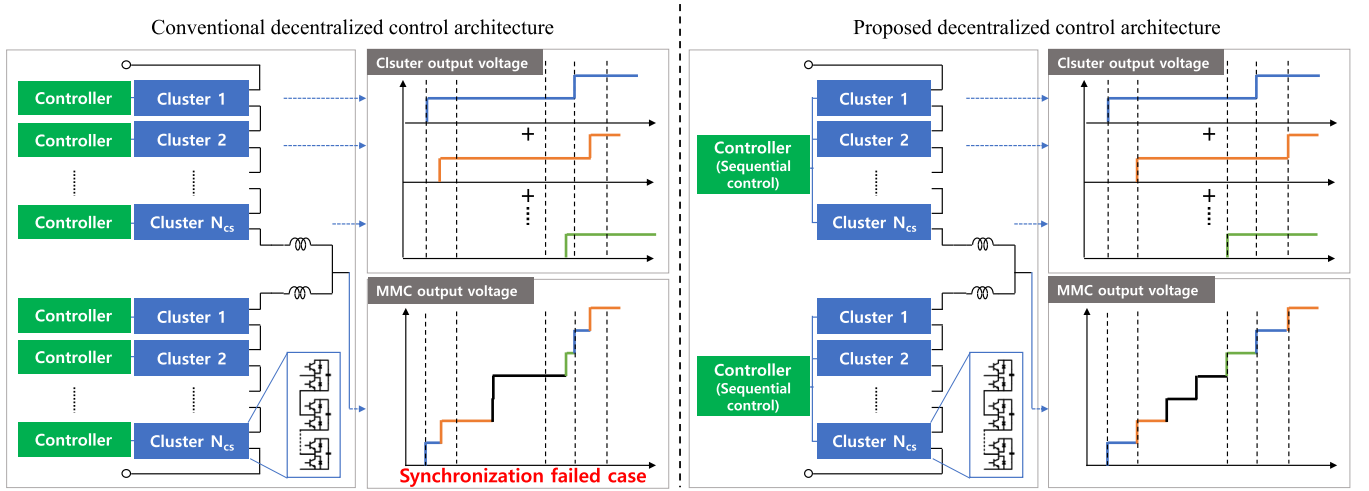 Conventional decentralized control architecture
Controller
Cluster 1
Controller
Cluster 2
Controller
Cluster Ncs
Controller
Cluster 1
Controller
Cluster 2
Controller
Cluster Ncs
Clsuter output voltage
+
+
MMC output voltage
Synchronization failed case
Proposed decentralized control architecture
Controller
(Sequential
control)
Cluster 1
Cluster 2
Cluster Ncs
Controller
(Sequential
control)
Cluster 1
Cluster 2
Cluster Ncs
Clsuter output voltage
+
+
MMC output voltage